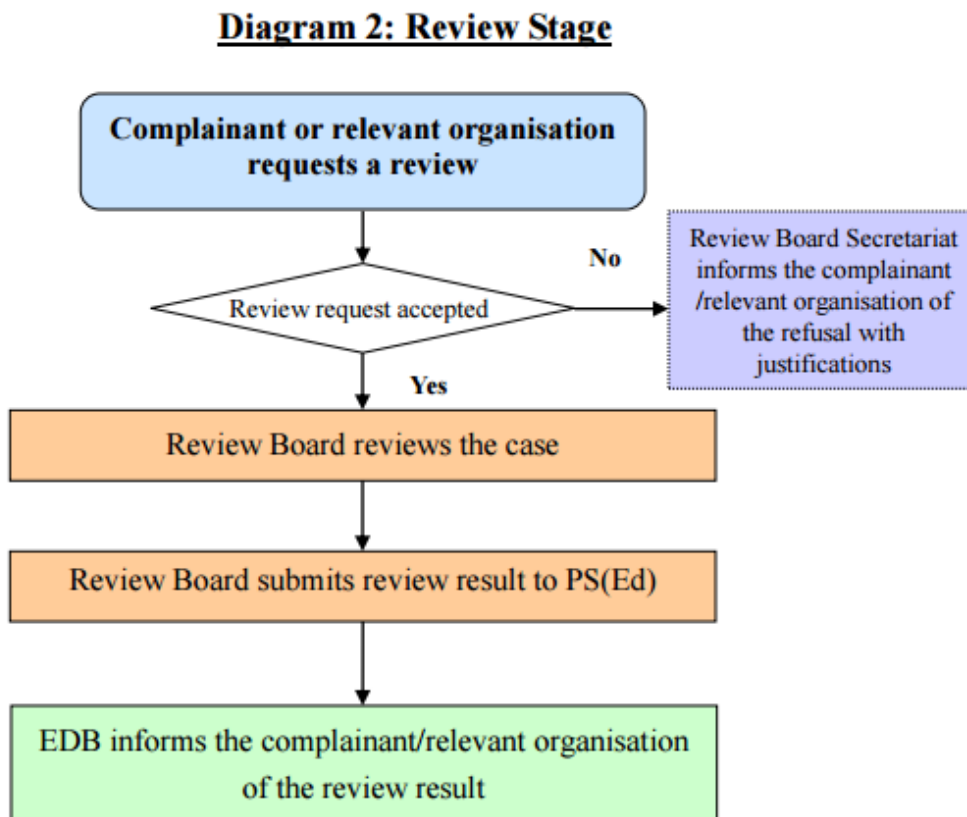 Diagram 2: Review Stage
Complainant or relevant organisation
requests a review
No
Review Board Secretariat
informs the complainant
/relevant organisation of
the refusal with
justifications
Review request accepted
Yes
Review Board reviews the case
Review Board submits review result to PS(Ed)
EDB informs the complainant/relevant organisation
of the review result